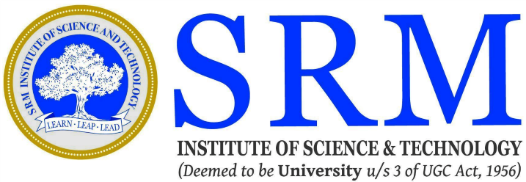 SRM INSTITUTE OF SCIENCE AND TECHNOLOGY
LEARN · LEAP · LEAD
SRM
INSTITUTE OF SCIENCE & TECHNOLOGY
(Deemed to be University u/s 3 of UGC Act, 1956)